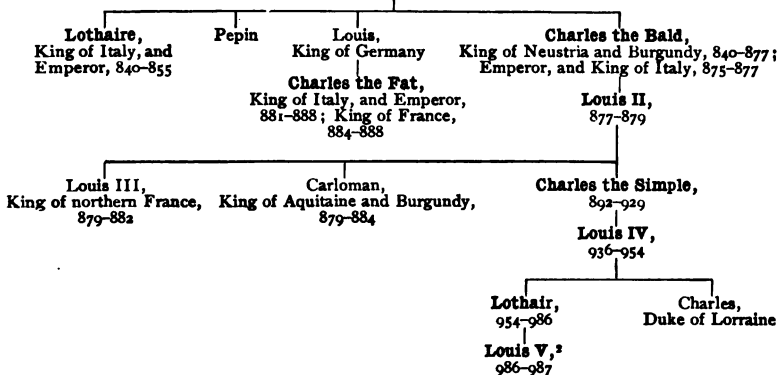 Lothaire,
King of Italy, and
Emperor, 840–855
Pepin
Louis,
King of Germany
Charles the Bald,
King of Neustria and Burgundy, 840–877;
Emperor, and King of Italy, 875–877
Charles the Fat,
King of Italy, and Emperor,
881–888; King of France,
884–888
Louis II,
877–879
Louis III,
King of northern France,
879–882
Carloman,
King of Aquitaine and Burgundy,
879–884
Charles the Simple,
892–929
Louis IV,
936–954
Lothair,
954–986
Charles,
Duke of Lorraine
Louis V,²
986–987